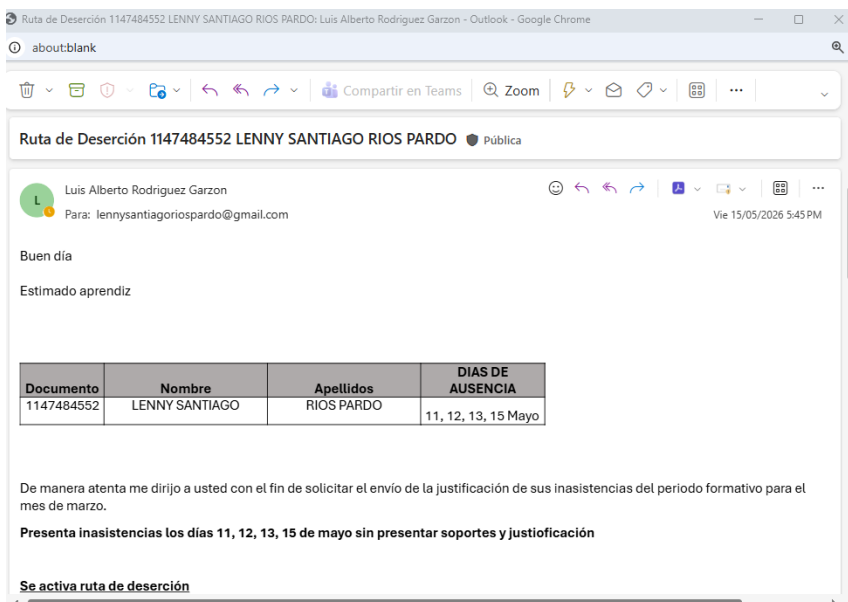 Ruta de Deserción 1147484552 LENNY SANTIAGO RIOS PARDO: Luis Alberto Rodriguez Garzon - Outlook - Google Chrome
about:blank
Compartir en Teams
Zoom
Ruta de Deserción 1147484552 LENNY SANTIAGO RIOS PARDO Pública
L
Luis Alberto Rodriguez Garzon
Para: lennysantiagoriospardo@gmail.com
Vie 15/05/2026 5:45 PM
Buen día
Estimado aprendiz
Documento Nombre Apellidos DIAS DE AUSENCIA
1147484552 LENNY SANTIAGO RIOS PARDO 11, 12, 13, 15 Mayo
De manera atenta me dirijo a usted con el fin de solicitar el envío de la justificación de sus inasistencias del periodo formativo para el
mes de marzo.
Presenta inasistencias los días 11, 12, 13, 15 de mayo sin presentar soportes y justioficación
Se activa ruta de deserción